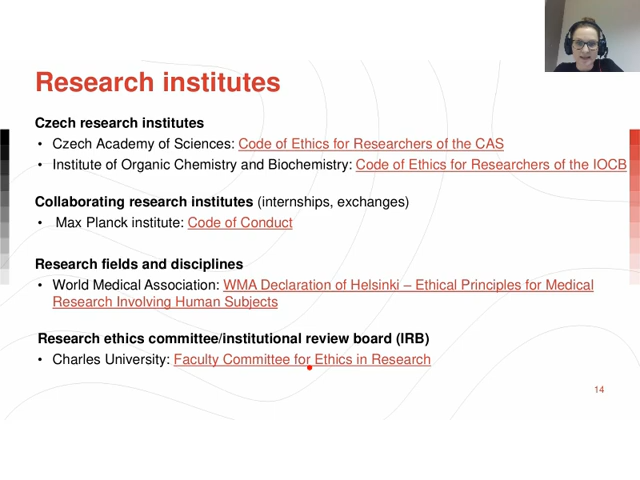 Research institutes
Czech research institutes
• Czech Academy of Sciences: Code of Ethics for Researchers of the CAS
• Institute of Organic Chemistry and Biochemistry: Code of Ethics for Researchers of the IOCB
Collaborating research institutes (internships, exchanges)
• Max Planck institute: Code of Conduct
Research fields and disciplines
• World Medical Association: WMA Declaration of Helsinki – Ethical Principles for Medical
Research Involving Human Subjects
Research ethics committee/institutional review board (IRB)
• Charles University: Faculty Committee for Ethics in Research
14